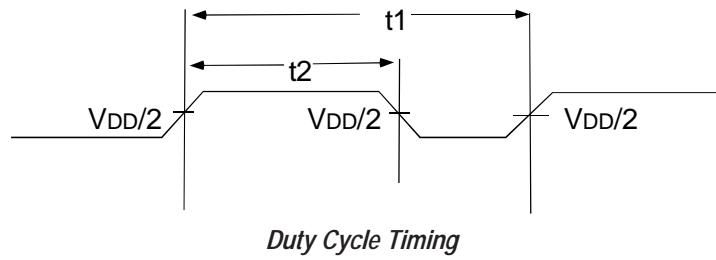 t1
t2
VDD/2
VDD/2
VDD/2
Duty Cycle Timing